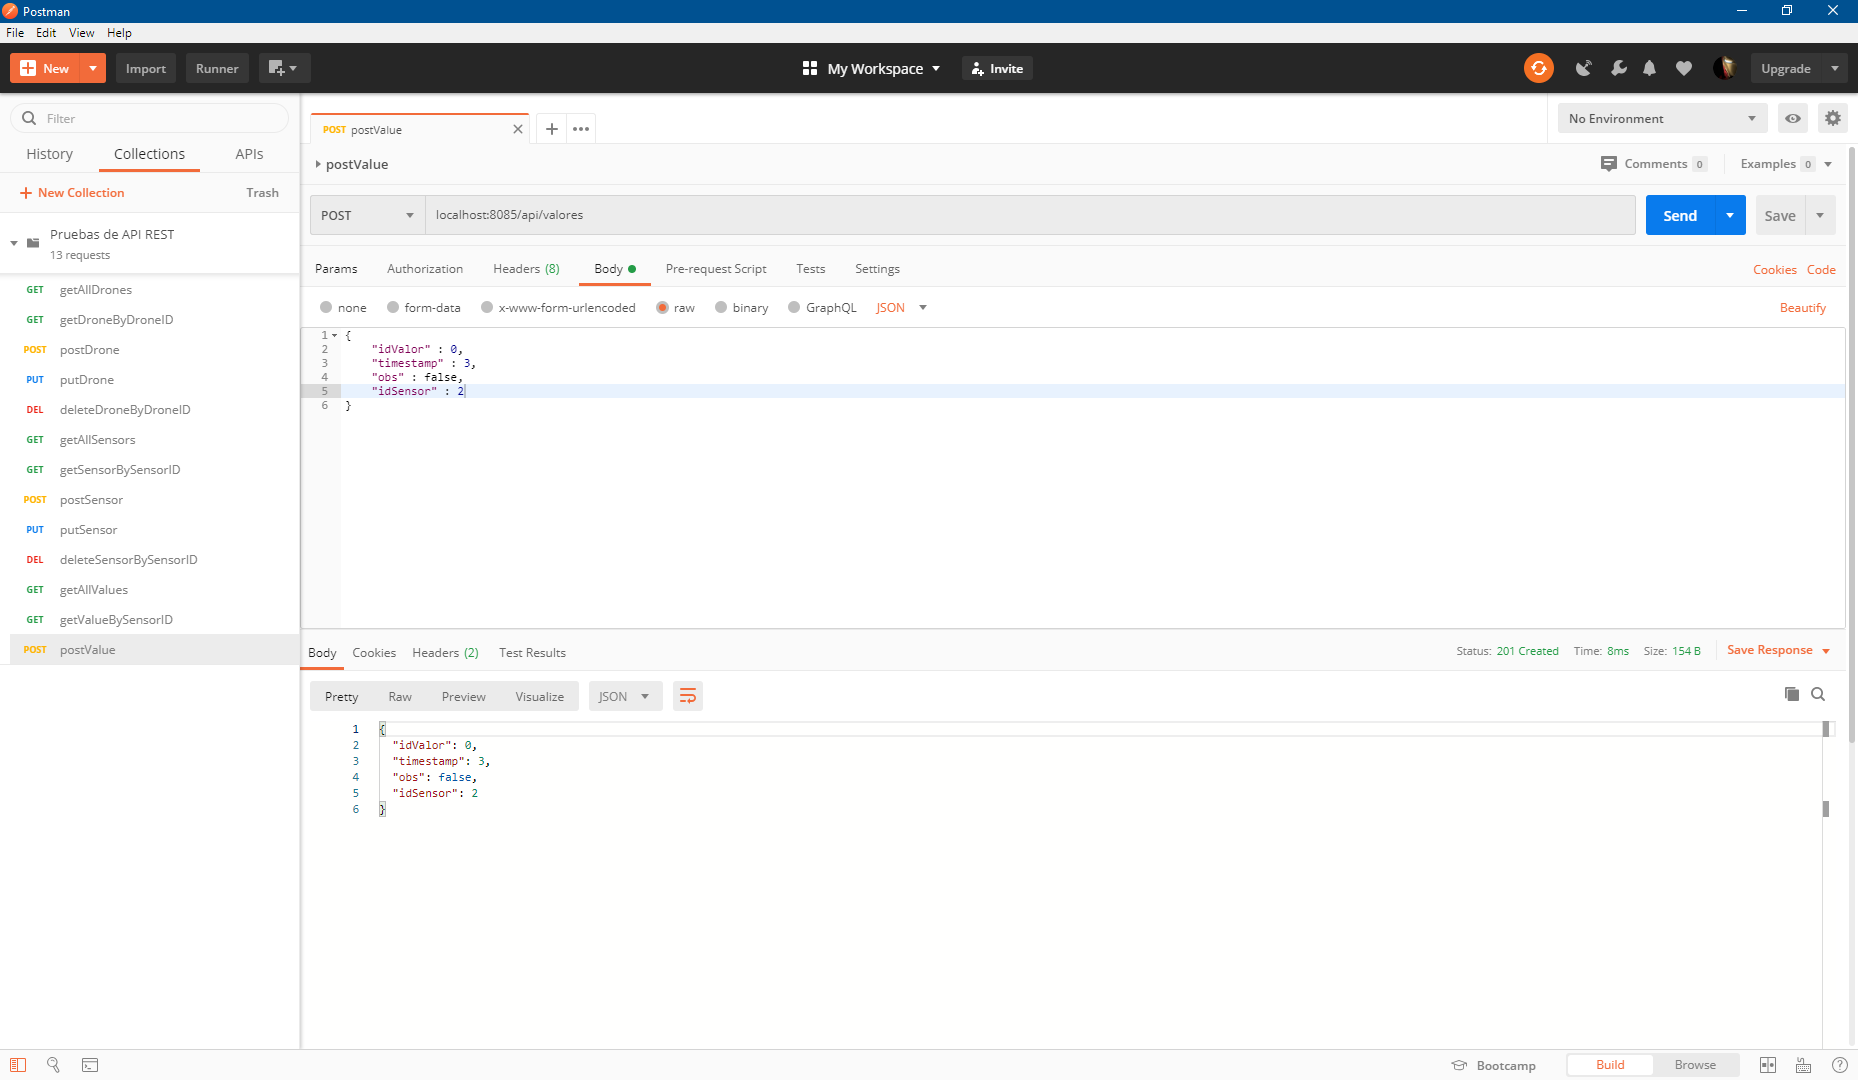 Postman
File Edit View Help
New Import Runner My Workspace Invite Upgrade
Filter
History Collections APIs
New Collection Trash
Pruebas de API REST
13 requests
GET getAllDrones
GET getDroneByDroneID
POST postDrone
PUT putDrone
DEL deleteDroneByDroneID
GET getAllSensors
GET getSensorBySensorID
POST postSensor
PUT putSensor
DEL deleteSensorBySensorID
GET getAllValues
GET getValueBySensorID
POST postValue
POST postValue No Environment
postValue Comments 0 Examples 0
POST localhost:8085/api/valores Send Save
Params Authorization Headers (8) Body Pre-request Script Tests Settings Cookies Code
none form-data x-www-form-urlencoded raw binary GraphQL JSON Beautify
1 {
2 "idValor" : 0,
3 "timestamp" : 3,
4 "obs" : false,
5 "idSensor" : 2
6 }
Body Cookies Headers (2) Test Results Status: 201 Created Time: 8ms Size: 154 B Save Response
Pretty Raw Preview Visualize JSON
1 {
2 "idValor": 0,
3 "timestamp": 3,
4 "obs": false,
5 "idSensor": 2
6 }
Bootcamp Build Browse